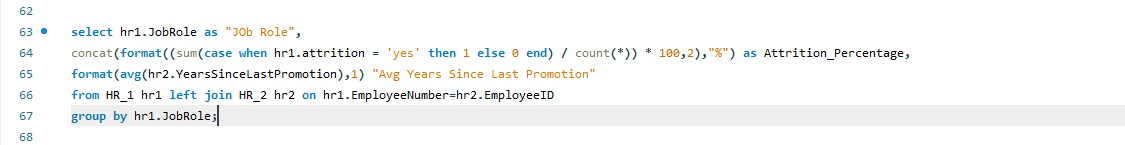 62
63 select hr1.JobRole as "JOb Role",
64 concat(format((sum(case when hr1.attrition = 'yes' then 1 else 0 end) / count(*)) * 100,2),"%") as Attrition_Percentage,
65 format(avg(hr2.YearsSinceLastPromotion),1) "Avg Years Since Last Promotion"
66 from HR_1 hr1 left join HR_2 hr2 on hr1.EmployeeNumber=hr2.EmployeeID
67 group by hr1.JobRole;
68